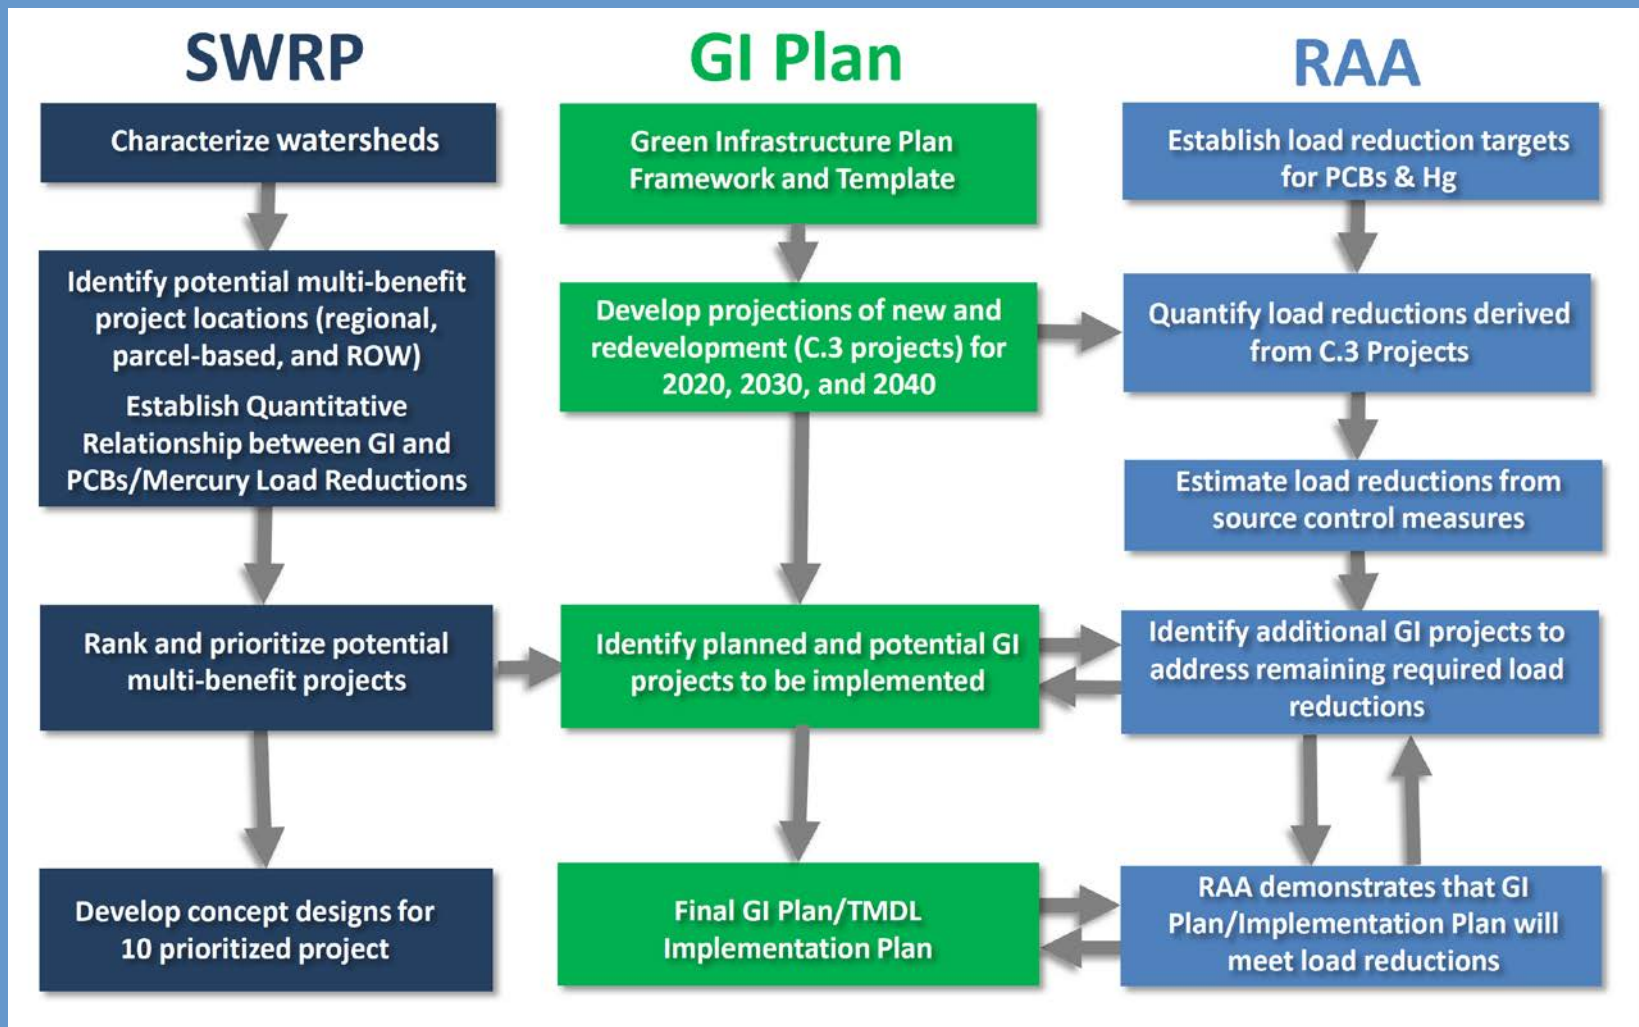 SWRP
Characterize watersheds
Identify potential multi-benefit
project locations (regional,
parcel-based, and ROW)
Establish Quantitative
Relationship between GI and
PCBs/Mercury Load Reductions
Rank and prioritize potential
multi-benefit projects
Develop concept designs for
10 prioritized project
GI Plan
Green Infrastructure Plan
Framework and Template
Develop projections of new and
redevelopment (C.3 projects) for
2020, 2030, and 2040
Identify planned and potential GI
projects to be implemented
Final GI Plan/TMDL
Implementation Plan
RAA
Establish load reduction targets
for PCBs & Hg
Quantify load reductions derived
from C.3 Projects
Estimate load reductions from
source control measures
Identify additional GI projects to
address remaining required load
reductions
RAA demonstrates that GI
Plan/Implementation Plan will
meet load reductions